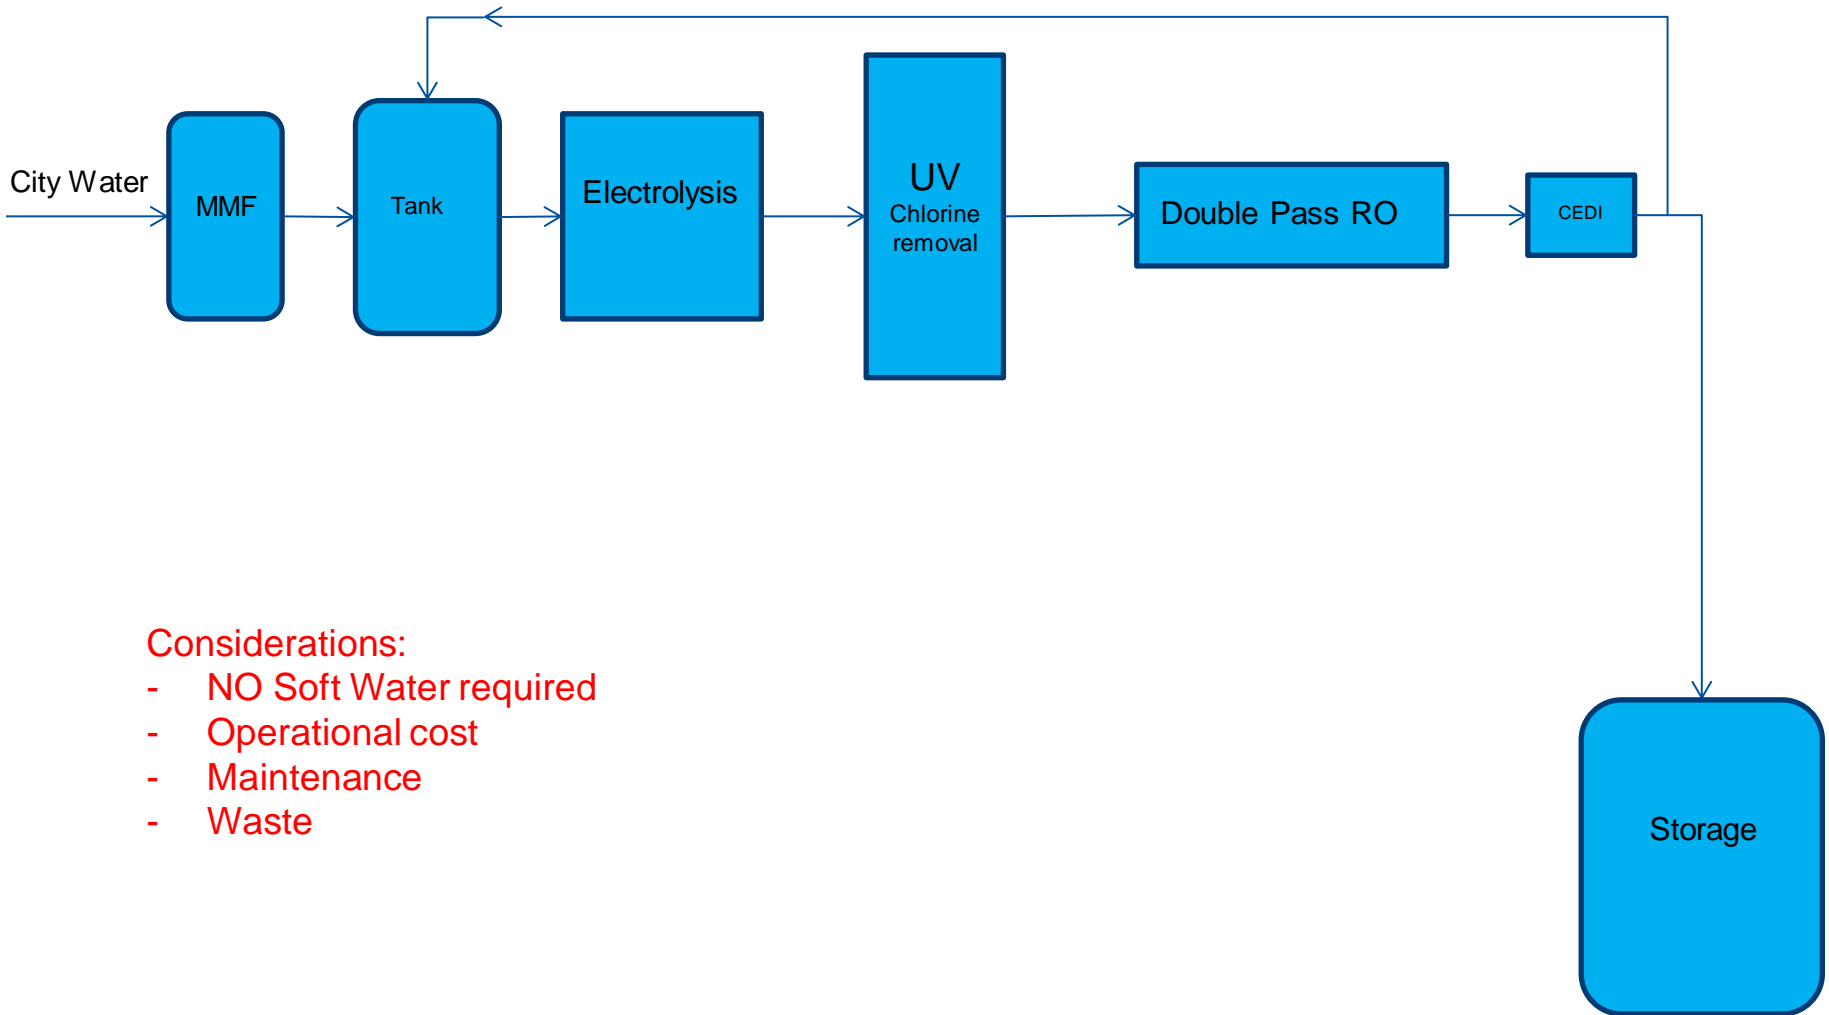 City Water
MMF
Tank
Electrolysis
UV
Chlorine
removal
Double Pass RO
CEDI
Considerations:
- NO Soft Water required
- Operational cost
- Maintenance
- Waste
Storage